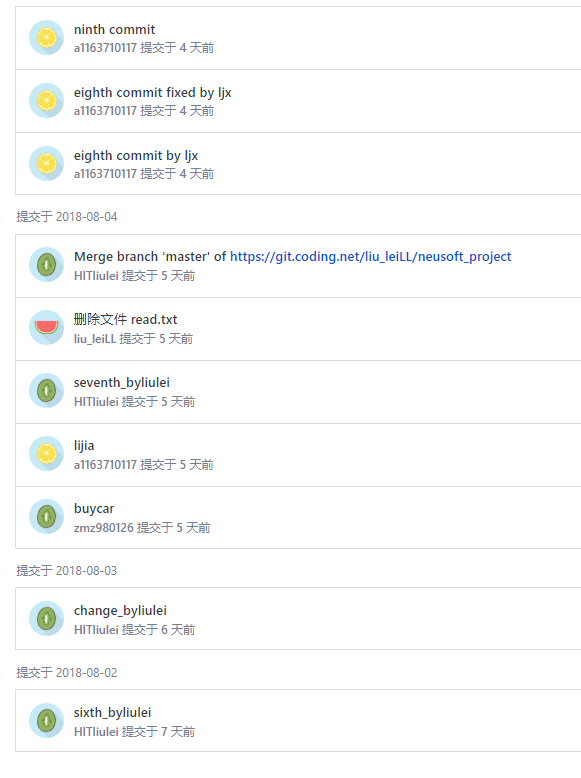 ninth commit
a1163710117 提交于 4 天前
eighth commit fixed by ljx
a1163710117 提交于 4 天前
eighth commit by ljx
a1163710117 提交于 4 天前
提交于 2018-08-04
Merge branch 'master' of https://git.coding.net/liu_leiLL/neusoft_project
HITliulei 提交于 5 天前
删除文件 read.txt
liu_leiLL 提交于 5 天前
seventh_byliulei
HITliulei 提交于 5 天前
lijia
a1163710117 提交于 5 天前
buycar
zmz980126 提交于 5 天前
提交于 2018-08-03
change_byliulei
HITliulei 提交于 6 天前
提交于 2018-08-02
sixth_byliulei
HITliulei 提交于 7 天前